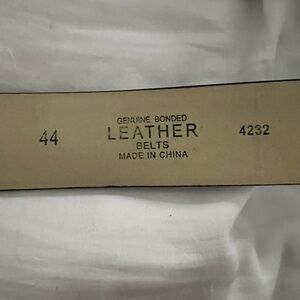 44
GENUINE BONDED
LEATHER
BELTS
MADE IN CHINA
4232